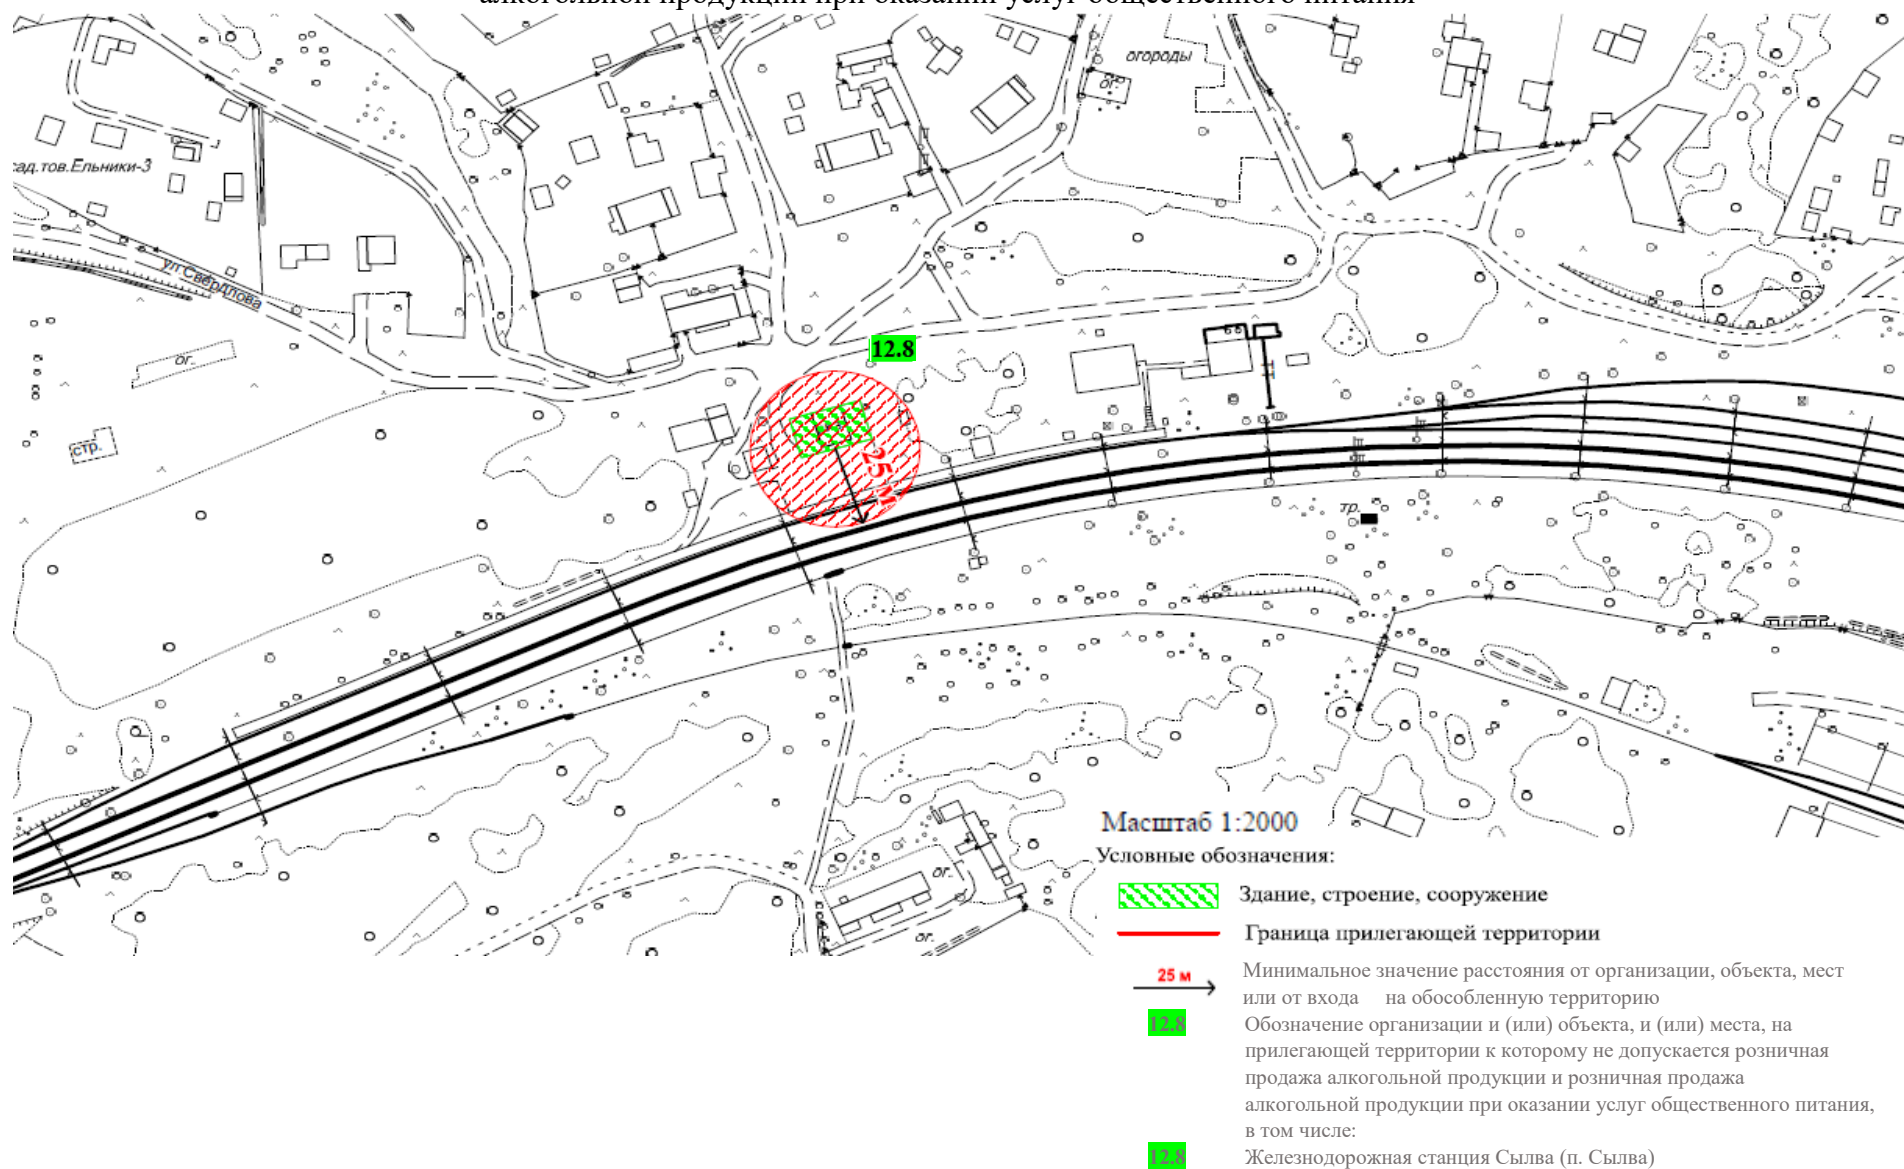 алкогольной продукции при оказании услуг общественного питания
огороды
ог.
сад.тов.Ельники-3
ул Свердлова
12.8
ог.
стр.
25 м
тр.
ог.
ог.
Масштаб 1:2000
Условные обозначения:
Здание, строение, сооружение
Граница прилегающей территории
25 м
Минимальное значение расстояния от организации, объекта, мест
или от входа на обособленную территорию
12.8
Обозначение организации и (или) объекта, и (или) места, на
прилегающей территории к которому не допускается розничная
продажа алкогольной продукции и розничная продажа
алкогольной продукции при оказании услуг общественного питания,
в том числе:
12.8
Железнодорожная станция Сылва (п. Сылва)